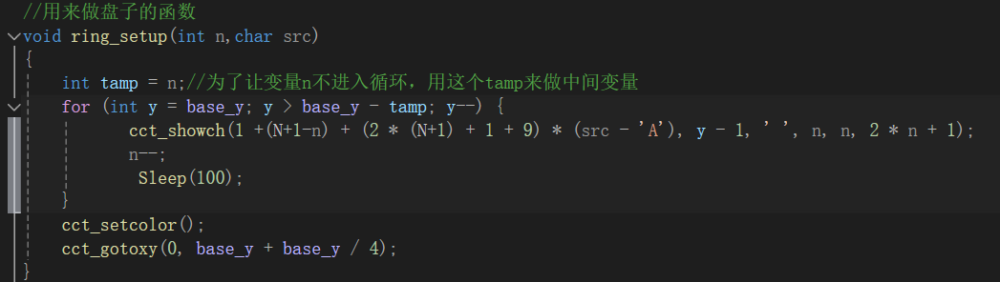 //用来做盘子的函数
void ring_setup(int n,char src)
{
int tamp = n;//为了让变量n不进入循环，用这个tamp来做中间变量
for (int y = base_y; y > base_y - tamp; y--) {
cct_showch(1 +(N+1-n) + (2 * (N+1) + 1 + 9) * (src - 'A'), y - 1, ' ', n, n, 2 * n + 1);
n--;
Sleep(100);
}
cct_setcolor();
cct_gotoxy(0, base_y + base_y / 4);
}